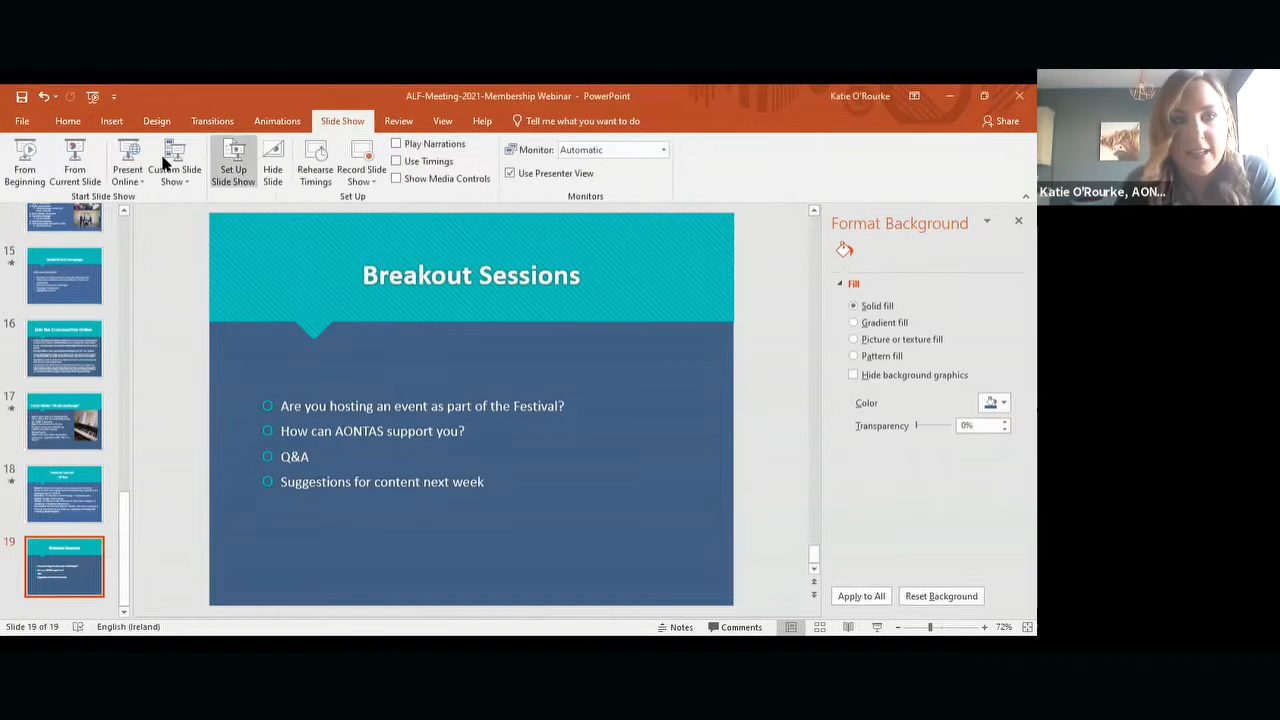 ALF-Meeting-2021-Membership Webinar - PowerPoint
Katie O'Rourke
File Home Insert Design Transitions Animations Slide Show Review View Help Tell me what you want to do Share
From Beginning
From Current Slide
Present Online
Custom Slide Show
Set Up Slide Show
Hide Slide
Rehearse Timings
Record Slide Show
Play Narrations
Use Timings
Show Media Controls
Monitor: Automatic
Use Presenter View
Start Slide Show
Set Up
Monitors
Katie O'Rourke, AON...
15
16
17
18
19
Breakout Sessions
Are you hosting an event as part of the Festival?
How can AONTAS support you?
Q&A
Suggestions for content next week
Format Background
Fill
Solid fill
Gradient fill
Picture or texture fill
Pattern fill
Hide background graphics
Color
Transparency 0%
Apply to All Reset Background
Slide 19 of 19 English (Ireland) Notes Comments 72%